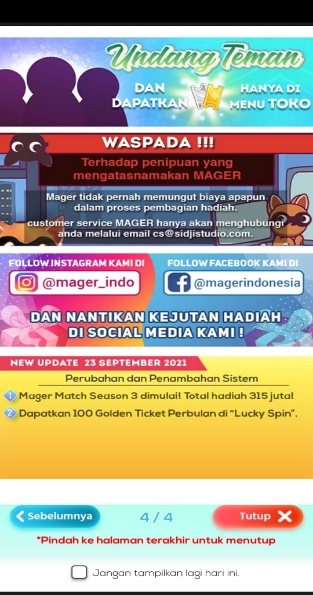 Undang Teman
DAN DAPATKAN
HANYA DI MENU TOKO
WASPADA !!!
Terhadap penipuan yang
mengatasnamakan MAGER
Mager tidak pernah memungut biaya apapun
dalam proses pembagian hadiah.
customer service MAGER hanya akan menghubungi
anda melalui email cs@sidjistudio.com.
FOLLOW INSTAGRAM KAMI DI
@mager_indo
FOLLOW FACEBOOK KAMI DI
@magerindonesia
DAN NANTIKAN KEJUTAN HADIAH
DI SOCIAL MEDIA KAMI !
NEW UPDATE 23 SEPTEMBER 2021
Perubahan dan Penambahan Sistem
1 Mager Match Season 3 dimulai! Total hadiah 315 juta!
2 Dapatkan 100 Golden Ticket Perbulan di "Lucky Spin".
Sebelumnya
4 / 4
Tutup
*Pindah ke halaman terakhir untuk menutup
Jangan tampilkan lagi hari ini.